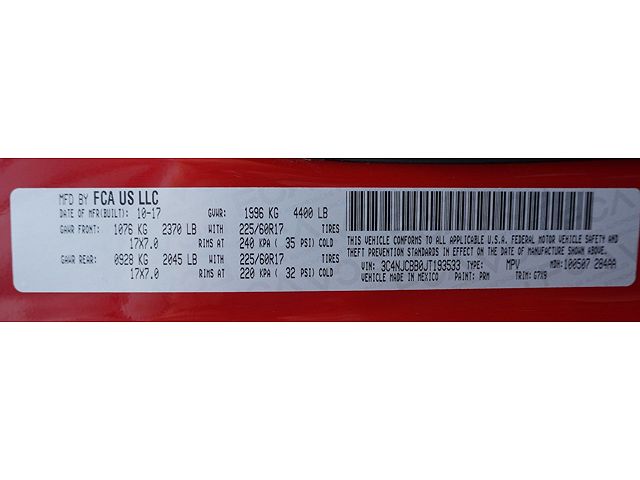 MFD BY FCA US LLC
DATE OF MFR(BUILT): 10-17 GVWR: 1996 KG 4400 LB
GAWR FRONT: 1076 KG 2370 LB WITH 225/60R17 TIRES
17X7.0 RIMS AT 240 KPA ( 35 PSI) COLD
GAWR REAR: 0928 KG 2045 LB WITH 225/60R17 TIRES
17X7.0 RIMS AT 220 KPA ( 32 PSI) COLD
THIS VEHICLE CONFORMS TO ALL APPLICABLE U.S.A. FEDERAL MOTOR VEHICLE SAFETY AND
THEFT PREVENTION STANDARDS IN EFFECT ON THE DATE OF MANUFACTURE SHOWN ABOVE.
VIN: 3C4NJCBB0JT193533 TYPE: MPV MDH: 100507 284AA
VEHICLE MADE IN MEXICO PAINT: PRM TRIM: G7X9